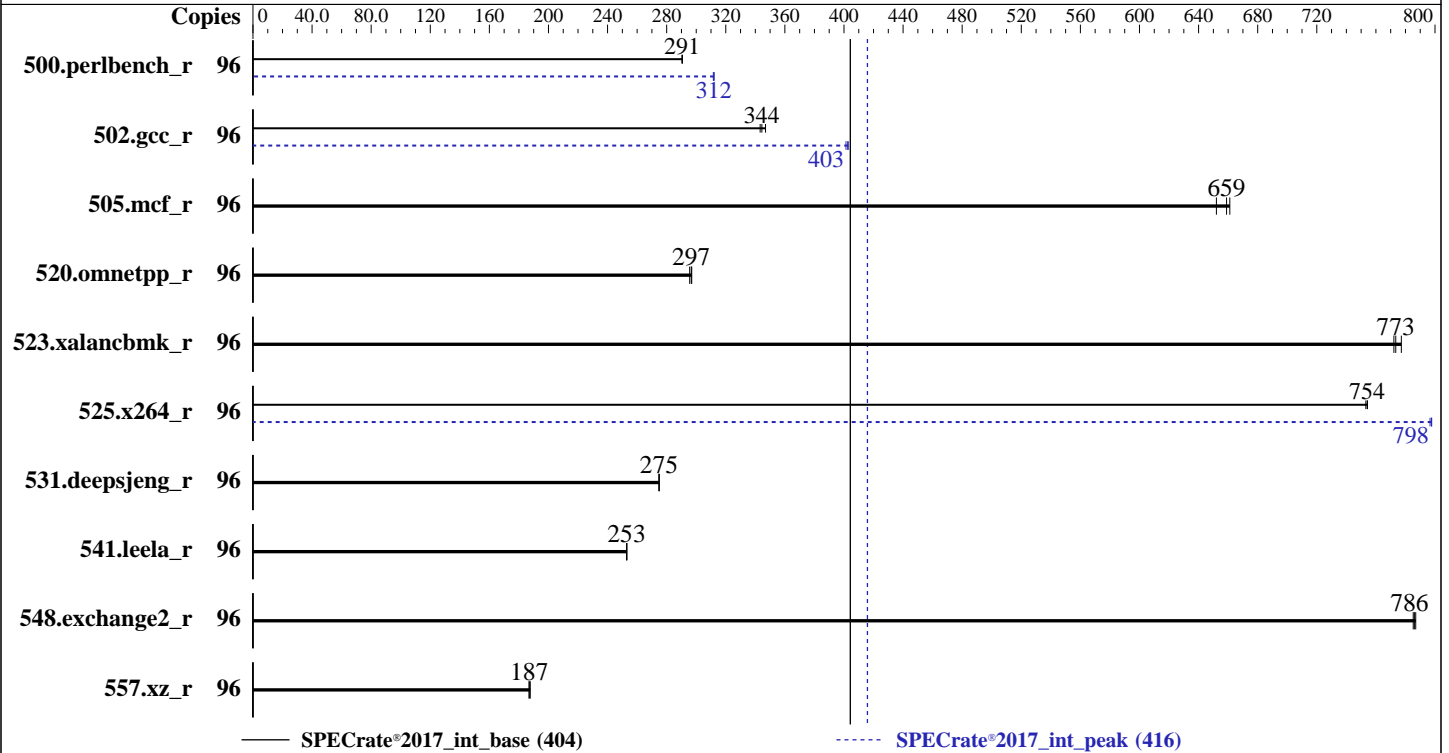 Copies 0 40.0 80.0 120 160 200 240 280 320 360 400 440 480 520 560 600 640 680 720 800
500.perlbench_r 96 291
312
502.gcc_r 96 344
403
505.mcf_r 96 659
520.omnetpp_r 96 297
523.xalancbmk_r 96 773
525.x264_r 96 754
798
531.deepsjeng_r 96 275
541.leela_r 96 253
548.exchange2_r 96 786
557.xz_r 96 187
SPECrate®2017_int_base (404) SPECrate®2017_int_peak (416)